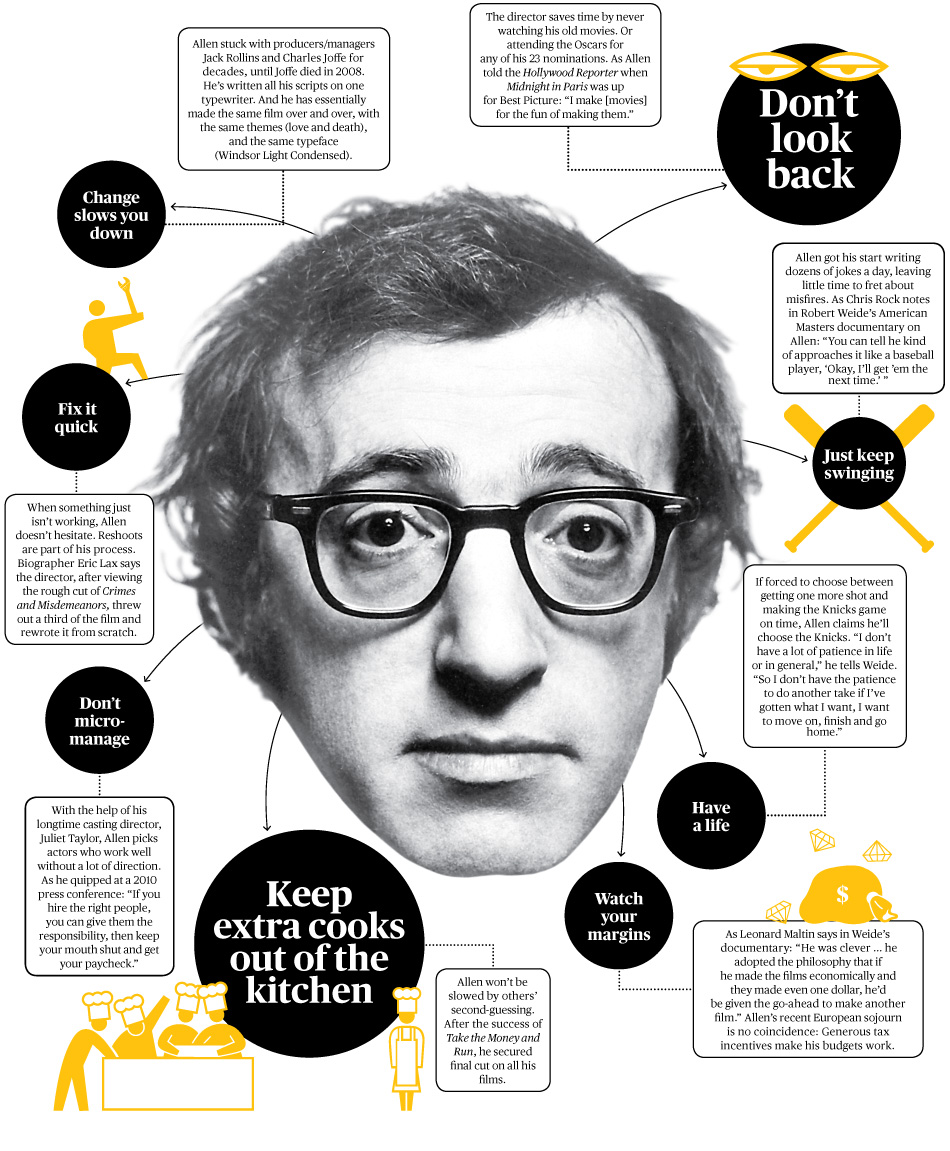 Allen stuck with producers/managers
Jack Rollins and Charles Joffe for
decades, until Joffe died in 2008.
He’s written all his scripts on one
typewriter. And he has essentially
made the same film over and over, with
the same themes (love and death),
and the same typeface
(Windsor Light Condensed).
Change
slows you
down
The director saves time by never
watching his old movies. Or
attending the Oscars for
any of his 23 nominations. As Allen
told the Hollywood Reporter when
Midnight in Paris was up
for Best Picture: “I make [movies]
for the fun of making them.”
Don’t
look
back
Allen got his start writing
dozens of jokes a day, leaving
little time to fret about
misfires. As Chris Rock notes
in Robert Weide’s American
Masters documentary on
Allen: “You can tell he kind
of approaches it like a baseball
player, ‘Okay, I’ll get ’em the
next time.’ ”
Just keep
swinging
Fix it
quick
When something just
isn’t working, Allen
doesn’t hesitate. Reshoots
are part of his process.
Biographer Eric Lax says
the director, after viewing
the rough cut of Crimes
and Misdemeanors, threw
out a third of the film and
rewrote it from scratch.
If forced to choose between
getting one more shot and
making the Knicks game
on time, Allen claims he’ll
choose the Knicks. “I don’t
have a lot of patience in life
or in general,” he tells Weide.
“So I don’t have the patience
to do another take if I’ve
gotten what I want, I want
to move on, finish and go
home.”
Have
a life
Don’t
micro-
manage
With the help of his
longtime casting director,
Juliet Taylor, Allen picks
actors who work well
without a lot of direction.
As he quipped at a 2010
press conference: “If you
hire the right people,
you can give them the
responsibility, then keep
your mouth shut and get
your paycheck.”
Keep
extra cooks
out of the
kitchen
Allen won’t be
slowed by others’
second-guessing.
After the success of
Take the Money and
Run, he secured
final cut on all his
films.
Watch
your
margins
$
As Leonard Maltin says in Weide’s
documentary: “He was clever ... he
adopted the philosophy that if
he made the films economically and
they made even one dollar, he’d
be given the go-ahead to make another
film.” Allen’s recent European sojourn
is no coincidence: Generous tax
incentives make his budgets work.